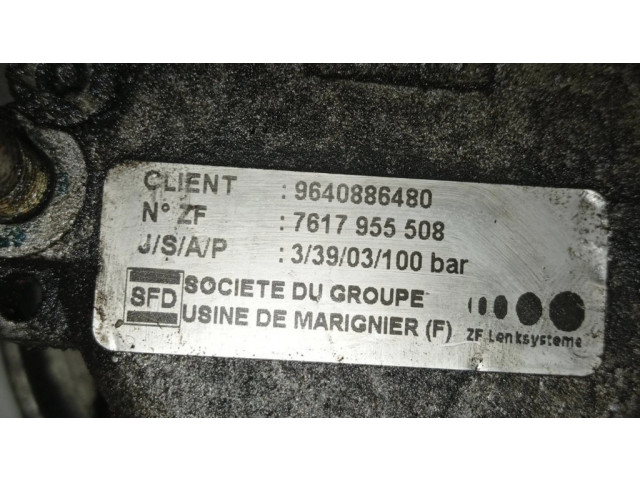 CLIENT : 9640886480
N° ZF : 7617 955 508
J/S/A/P : 3/39/03/100 bar
SFD SOCIETE DU GROUPE
USINE DE MARIGNIER (F)
ZF Lenksysteme